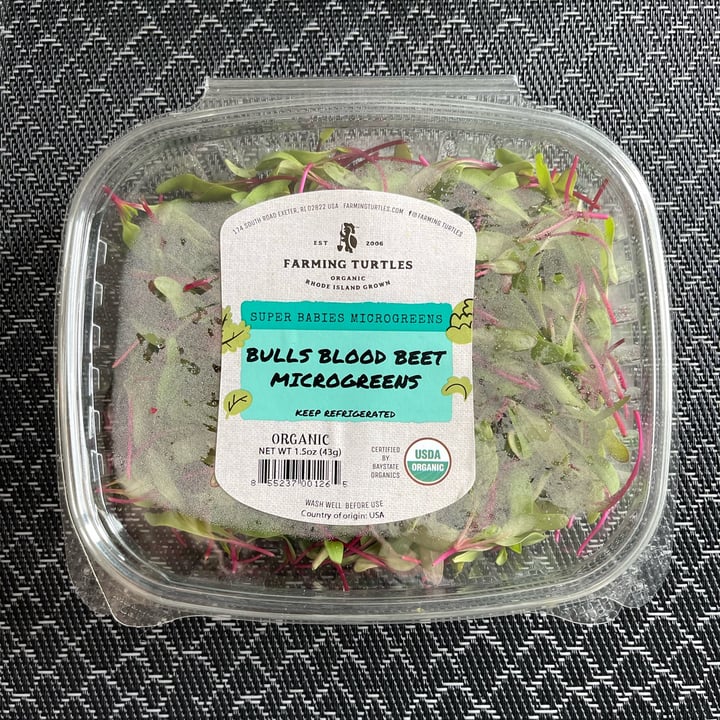 174 SOUTH ROAD EXETER, RI 02822 USA FARMINGTURTLES.COM @FARMING.TURTLES
EST 2006
FARMING TURTLES
ORGANIC
RHODE ISLAND GROWN
SUPER BABIES MICROGREENS
BULLS BLOOD BEET
MICROGREENS
KEEP REFRIGERATED
ORGANIC
NET WT 1.5oz (43g)
8 55237 00126 5
CERTIFIED
BY
BAYSTATE
ORGANICS
USDA
ORGANIC
WASH WELL BEFORE USE
Country of origin: USA